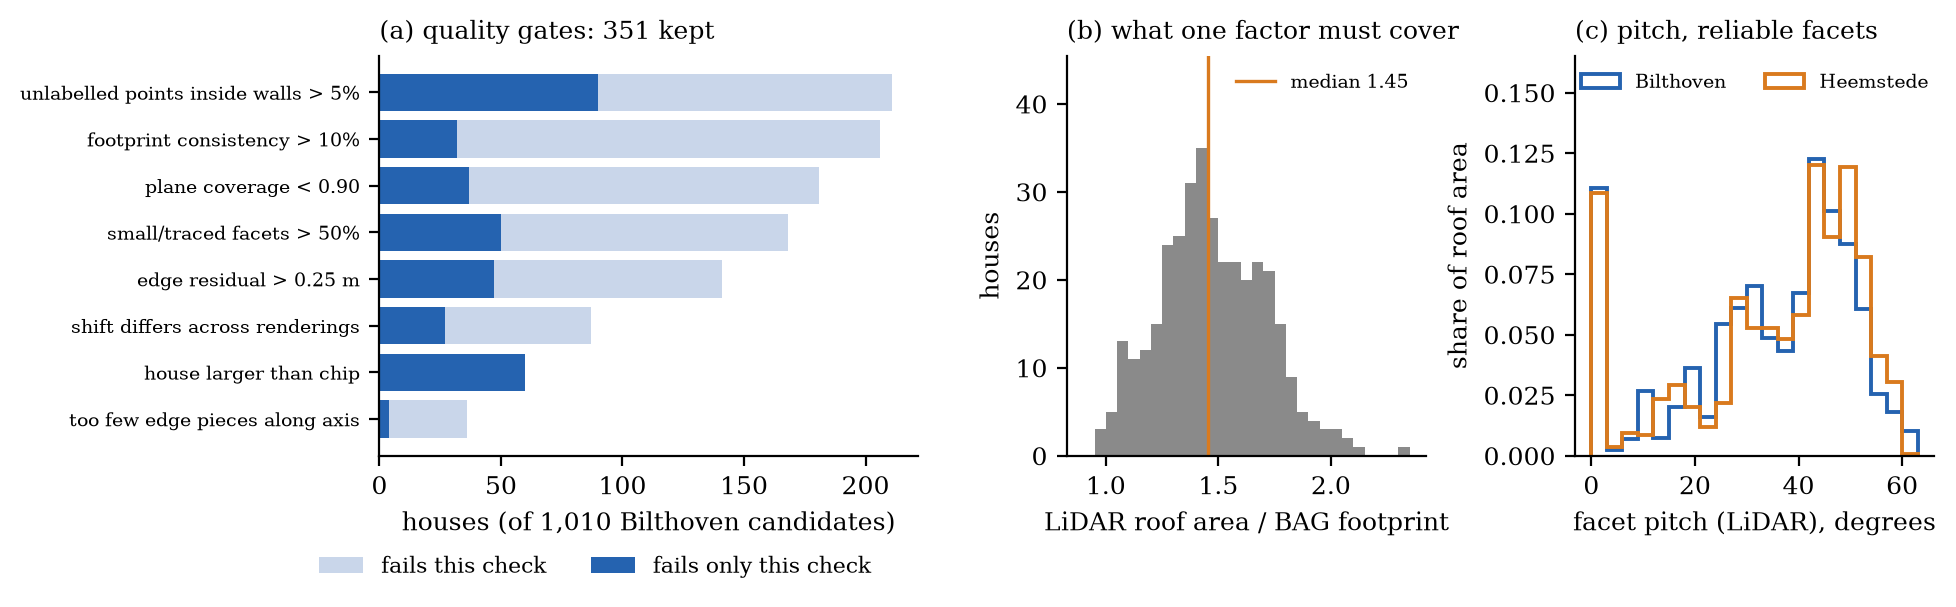 (a) quality gates: 351 kept
unlabelled points inside walls > 5%
footprint consistency > 10%
plane coverage < 0.90
small/traced facets > 50%
edge residual > 0.25 m
shift differs across renderings
house larger than chip
too few edge pieces along axis
0 50 100 150 200
houses (of 1,010 Bilthoven candidates)
fails this check fails only this check
(b) what one factor must cover
median 1.45
houses
40
30
20
10
0
1.0 1.5 2.0
LiDAR roof area / BAG footprint
(c) pitch, reliable facets
Bilthoven Heemstede
share of roof area
0.150
0.125
0.100
0.075
0.050
0.025
0.000
0 20 40 60
facet pitch (LiDAR), degrees